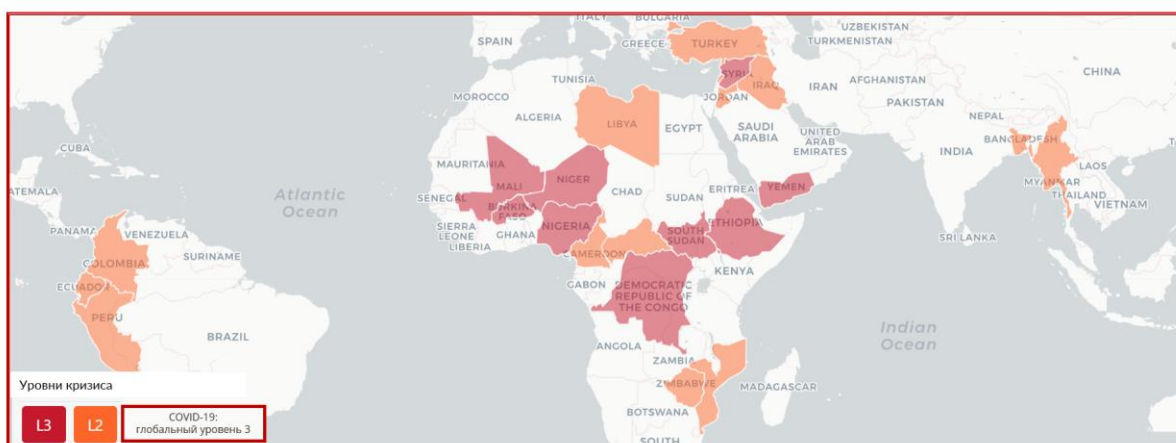 ITALY
BULGARIA
UZBEKISTAN
SPAIN
GREECE
TURKEY
TURKMENISTAN
CHINA
TUNISIA
SYRIA
AFGHANISTAN
MOROCCO
IRAQ
IRAN
JORDAN
PAKISTAN
ALGERIA
LIBYA
EGYPT
SAUDI
ARABIA
NEPAL
UNITED
ARAB
EMIRATES
BANGLADESH
CUBA
INDIA
MAURITANIA
LAOS
MALI
NIGER
MYANMAR
Atlantic
Ocean
CHAD
SUDAN
ERITREA
YEMEN
THAILAND
SENEGAL
VIETNAM
BURKINA
FASO
NIGERIA
ETHIOPIA
SIERRA
LEONE
GHANA
SOUTH
SUDAN
PANAMA
VENEZUELA
LIBERIA
SRI LANKA
SURINAME
CAMEROON
COLOMBIA
KENYA
GABON
ECUADOR
DEMOCRATIC
REPUBLIC OF
THE CONGO
PERU
BRAZIL
Indian
Ocean
ANGOLA
ZAMBIA
Уровни кризиса
ZIMBABWE
MADAGASCAR
BOTSWANA
L3
L2
COVID-19:
глобальный уровень 3
SOUTH